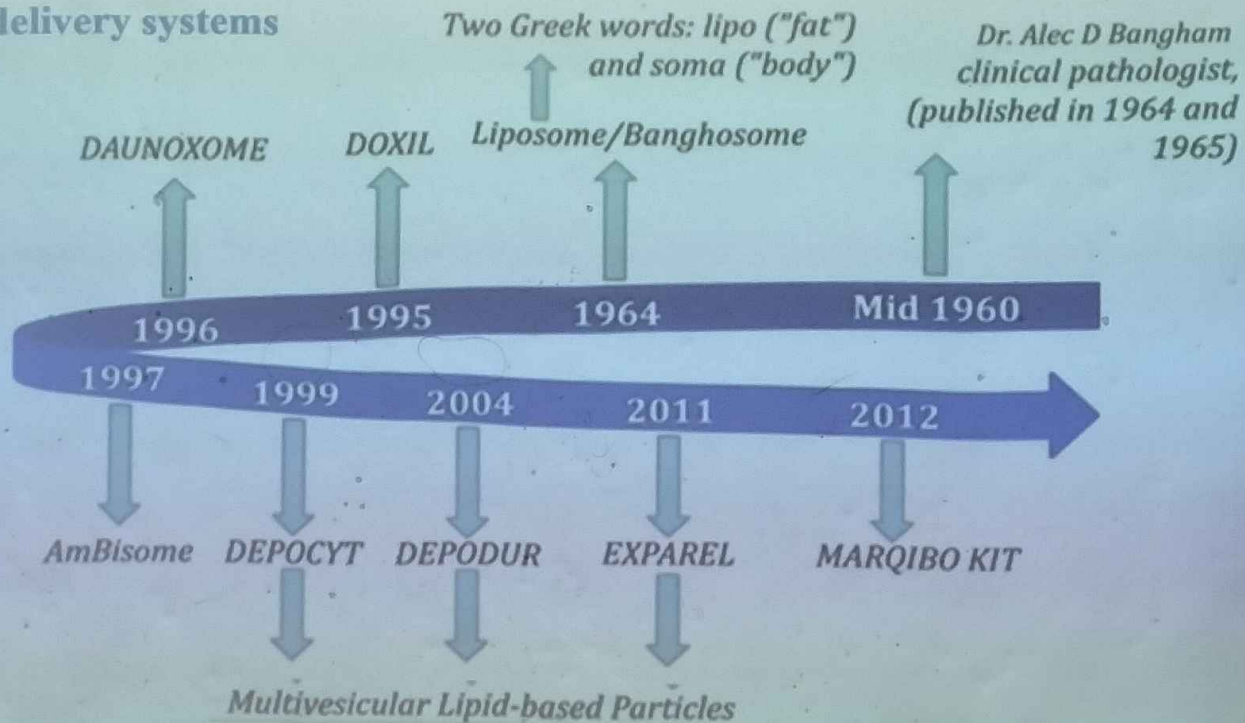 delivery systems
Two Greek words: lipo ("fat")
and soma ("body")
Dr. Alec D Bangham
clinical pathologist,
(published in 1964 and
1965)
DAUNOXOME
DOXIL
Liposome/Banghosome
1996
1995
1964
Mid 1960
1997
1999
2004
2011
2012
AmBisome
DEPOCYT
DEPODUR
EXPAREL
MARQIBO KIT
Multivesicular Lipid-based Particles